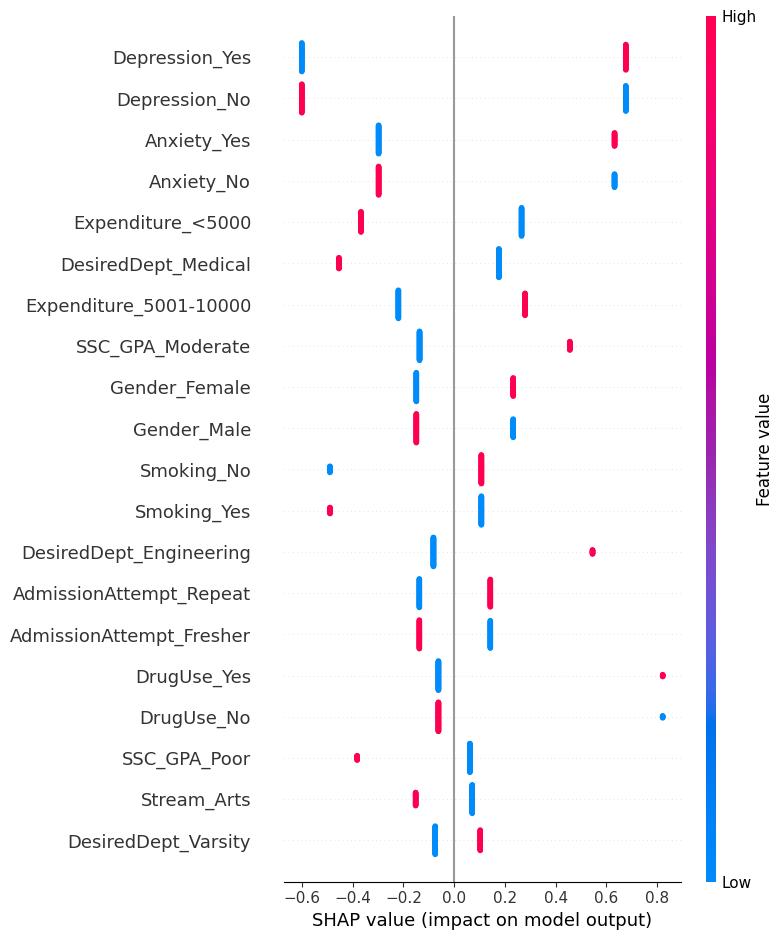 High
Depression_Yes
Depression_No
Anxiety_Yes
Anxiety_No
Expenditure_<5000
DesiredDept_Medical
Expenditure_5001-10000
SSC_GPA_Moderate
Gender_Female
Gender_Male
Smoking_No
Smoking_Yes
DesiredDept_Engineering
AdmissionAttempt_Repeat
AdmissionAttempt_Fresher
DrugUse_Yes
DrugUse_No
SSC_GPA_Poor
Stream_Arts
DesiredDept_Varsity
Feature value
Low
−0.6 −0.4 −0.2 0.0 0.2 0.4 0.6 0.8
SHAP value (impact on model output)